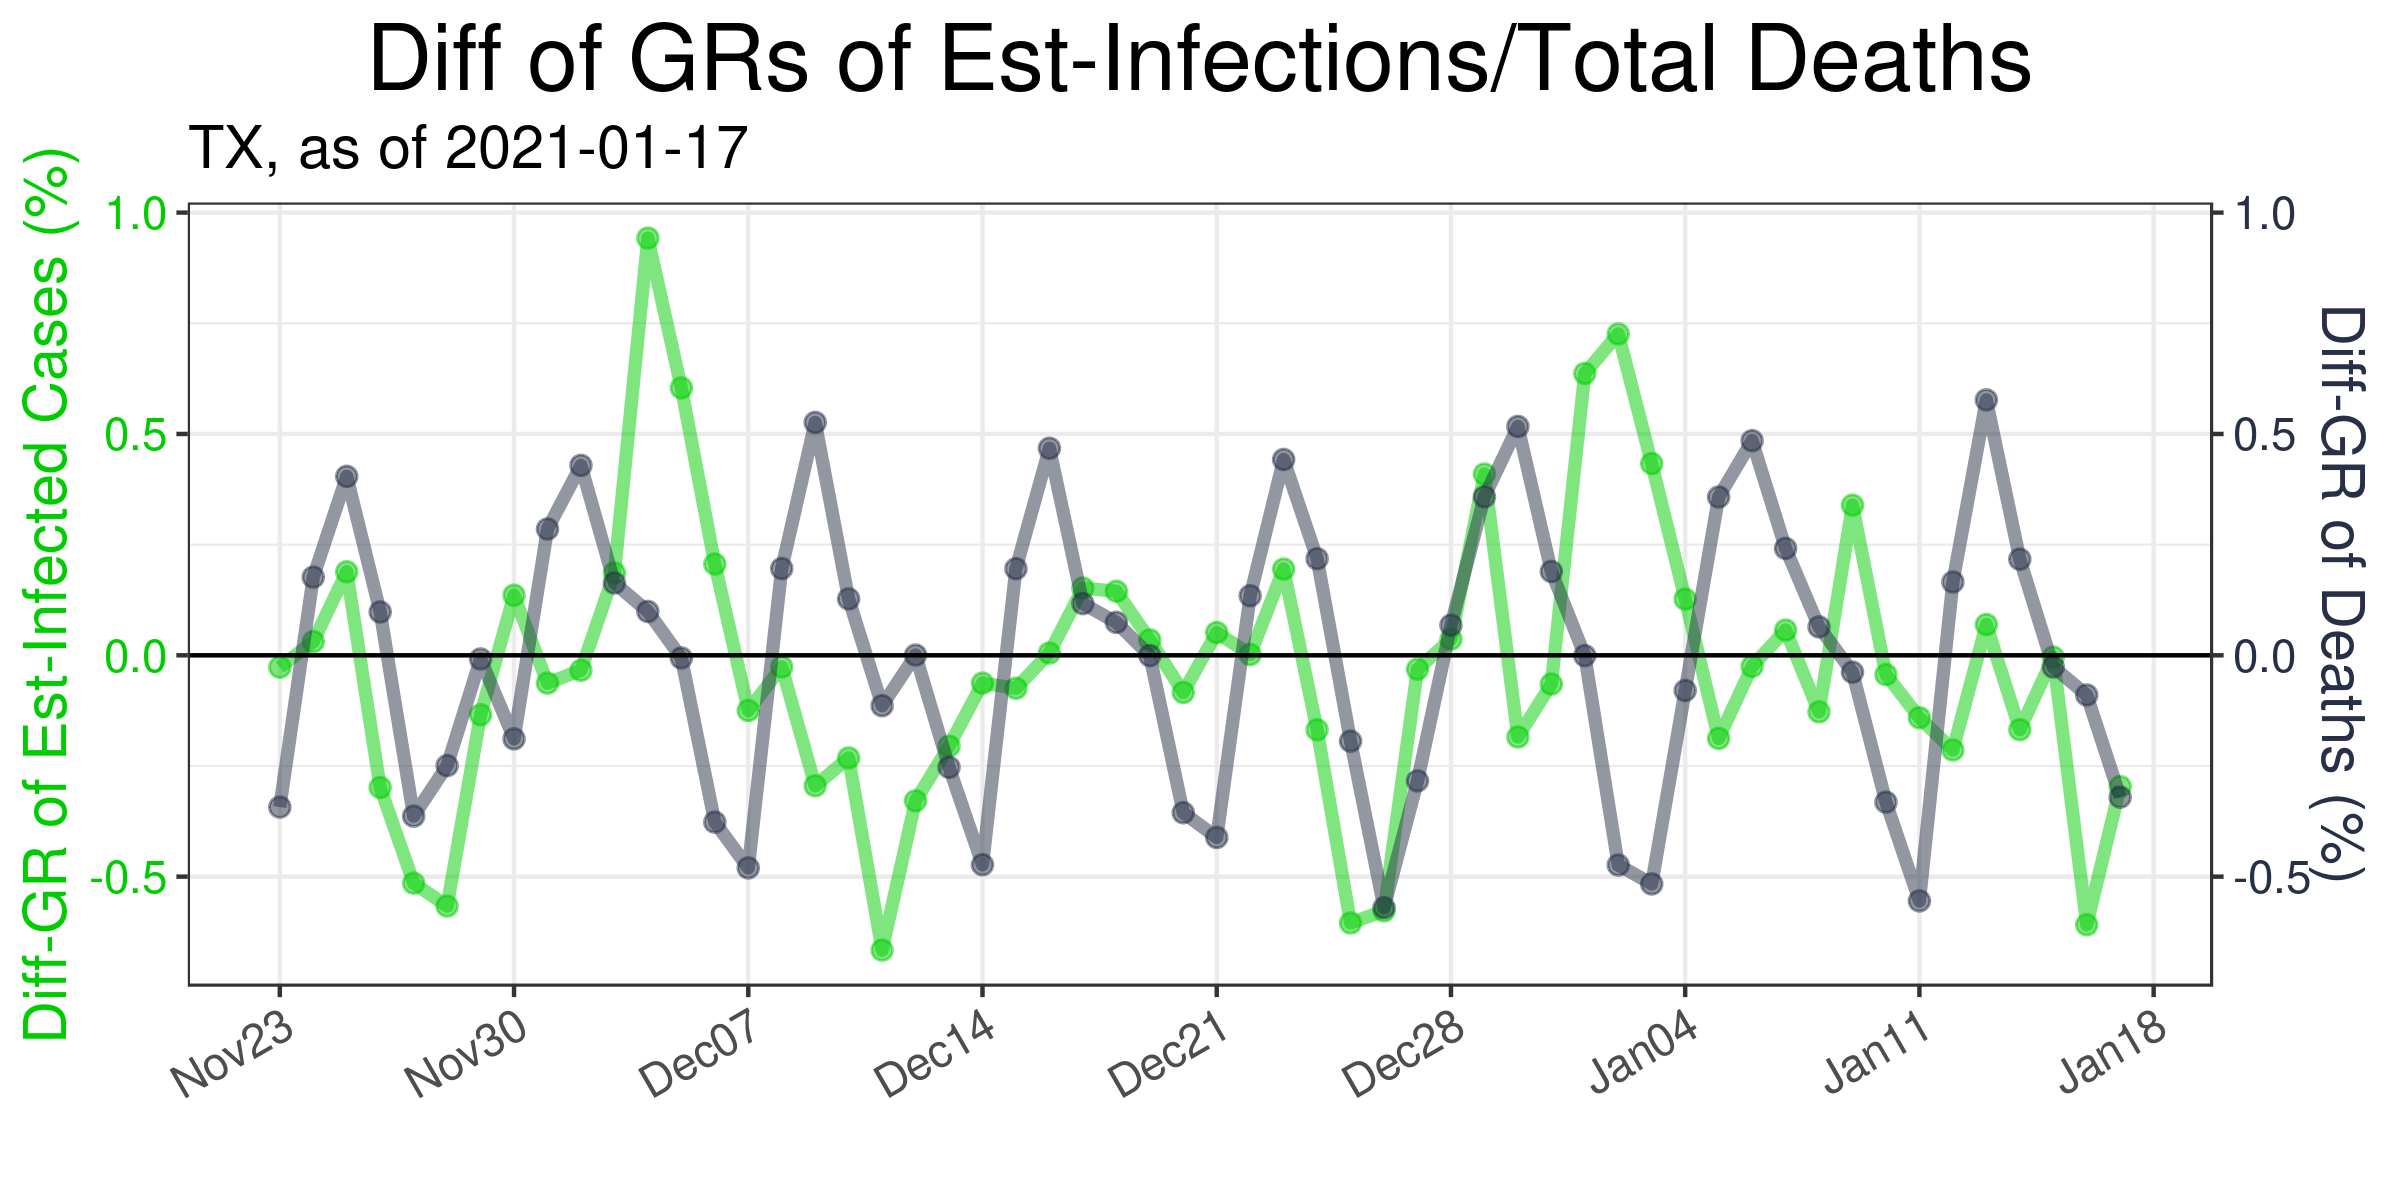 Diff of GRs of Est-Infections/Total Deaths
TX, as of 2021-01-17
Diff-GR of Est-Infected Cases (%)
1.0
0.5
0.0
-0.5
1.0
0.5
0.0
-0.5
Diff-GR of Deaths (%)
Nov23 Nov30 Dec07 Dec14 Dec21 Dec28 Jan04 Jan11 Jan18